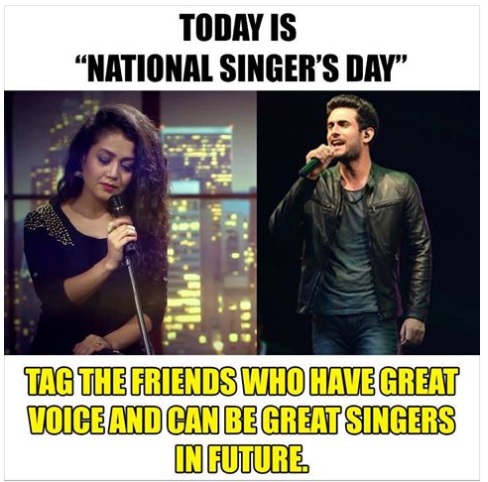 TODAY IS
“NATIONAL SINGER’S DAY”
TAG THE FRIENDS WHO HAVE GREAT
VOICE AND CAN BE GREAT SINGERS
IN FUTURE.